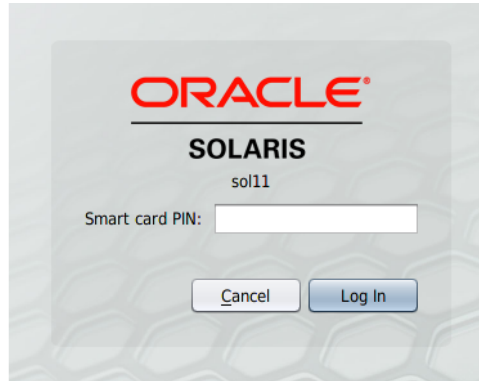 ORACLE®
SOLARIS
sol11
Smart card PIN:
Cancel Log In